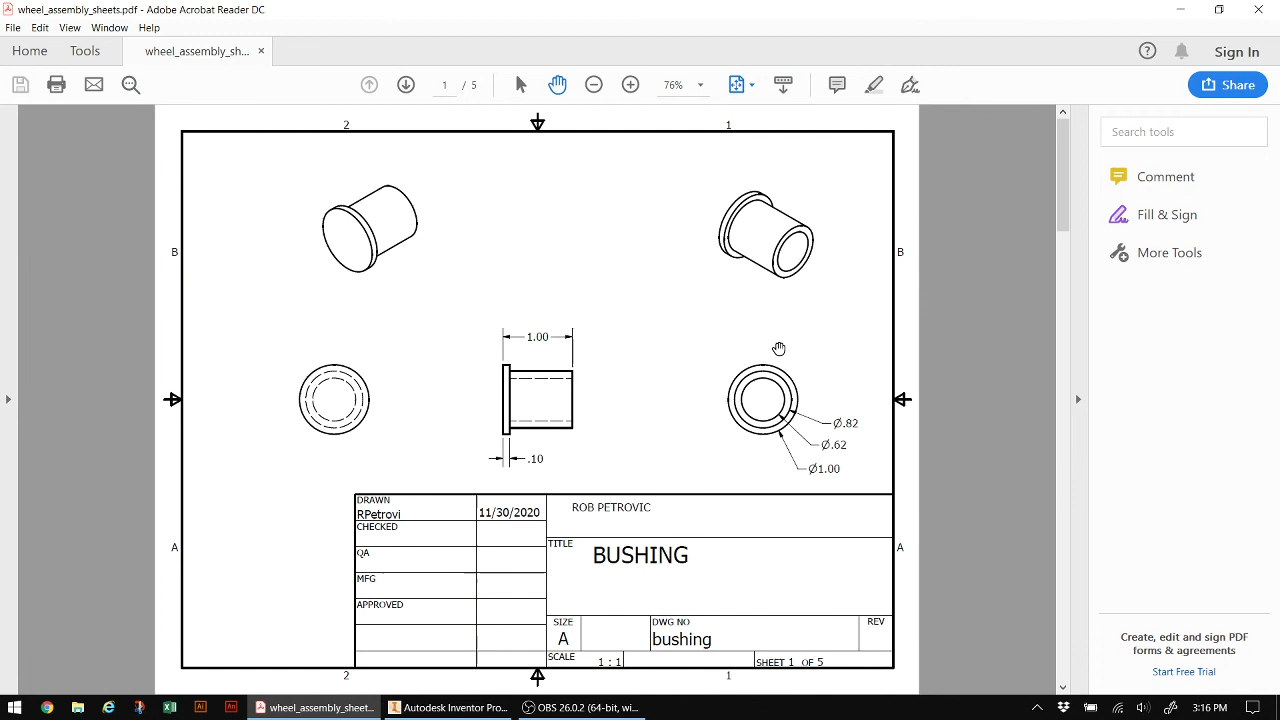 wheel_assembly_sheets.pdf - Adobe Acrobat Reader DC
File Edit View Window Help
Home Tools wheel_assembly_sh... × Sign In
1 / 5 76% Share
Search tools
Comment
Fill & Sign
More Tools
2 1
B B
1.00
Ø.82
Ø.62
.10
Ø1.00
DRAWN
RPetrovi 11/30/2020 ROB PETROVIC
CHECKED
TITLE BUSHING
QA
A A
MFG
APPROVED
SIZE DWG NO REV
A bushing
SCALE 1 : 1 SHEET 1 OF 5
2 1
Create, edit and sign PDF
forms & agreements
Start Free Trial
wheel_assembly_sheet... Autodesk Inventor Pro... OBS 26.0.2 (64-bit, wi... 3:16 PM